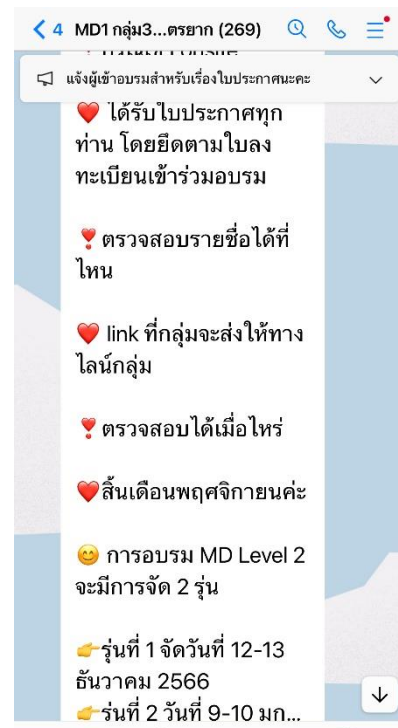 4 MD1 กลุ่ม3...ตรยาก (269)
แจ้งผู้เข้าอบรมสำหรับเรื่องใบประกาศนะคะ
❤️ ได้รับใบประกาศทุก
ท่าน โดยยึดตามใบลง
ทะเบียนเข้าร่วมอบรม
❣️ ตรวจสอบรายชื่อได้ที่
ไหน
❤️ link ที่กลุ่มจะส่งให้ทาง
ไลน์กลุ่ม
❣️ ตรวจสอบได้เมื่อไหร่
❤️สิ้นเดือนพฤศจิกายนค่ะ
😊 การอบรม MD Level 2
จะมีการจัด 2 รุ่น
👉รุ่นที่ 1 จัดวันที่ 12-13
ธันวาคม 2566
👉รุ่นที่ 2 วันที่ 9-10 มก...